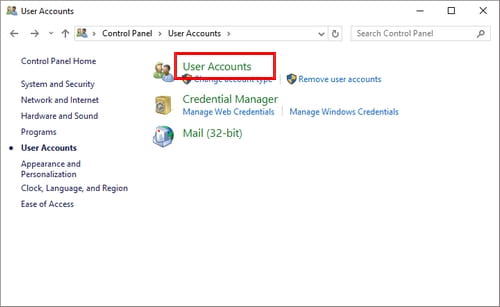 User Accounts
Control Panel > User Accounts
Search Control Panel
Control Panel Home
System and Security
Network and Internet
Hardware and Sound
Programs
User Accounts
Appearance and
Personalization
Clock, Language, and Region
Ease of Access
User Accounts
Change account type
Remove user accounts
Credential Manager
Manage Web Credentials
Manage Windows Credentials
Mail (32-bit)